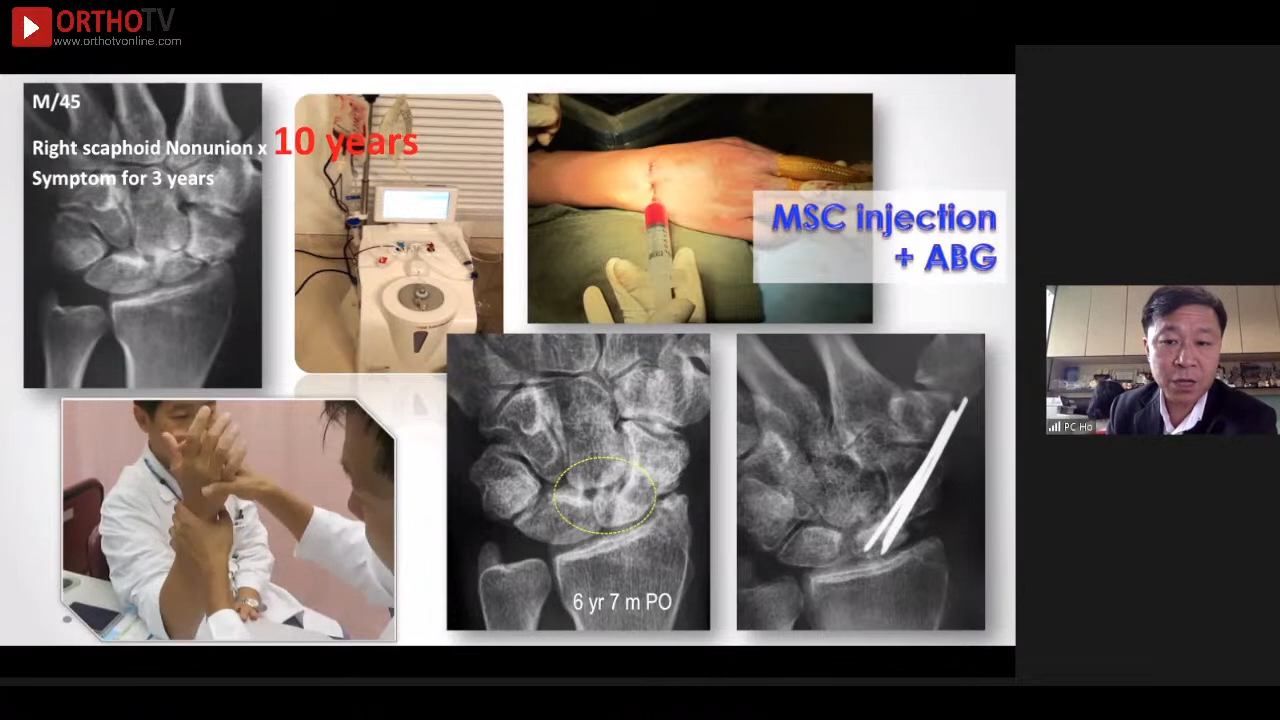 ORTHOTV
www.orthotvonline.com
M/45
Right scaphoid Nonunion x 10 years
Symptom for 3 years
MSC injection
+ ABG
6 yr 7 m PO
PC Ho